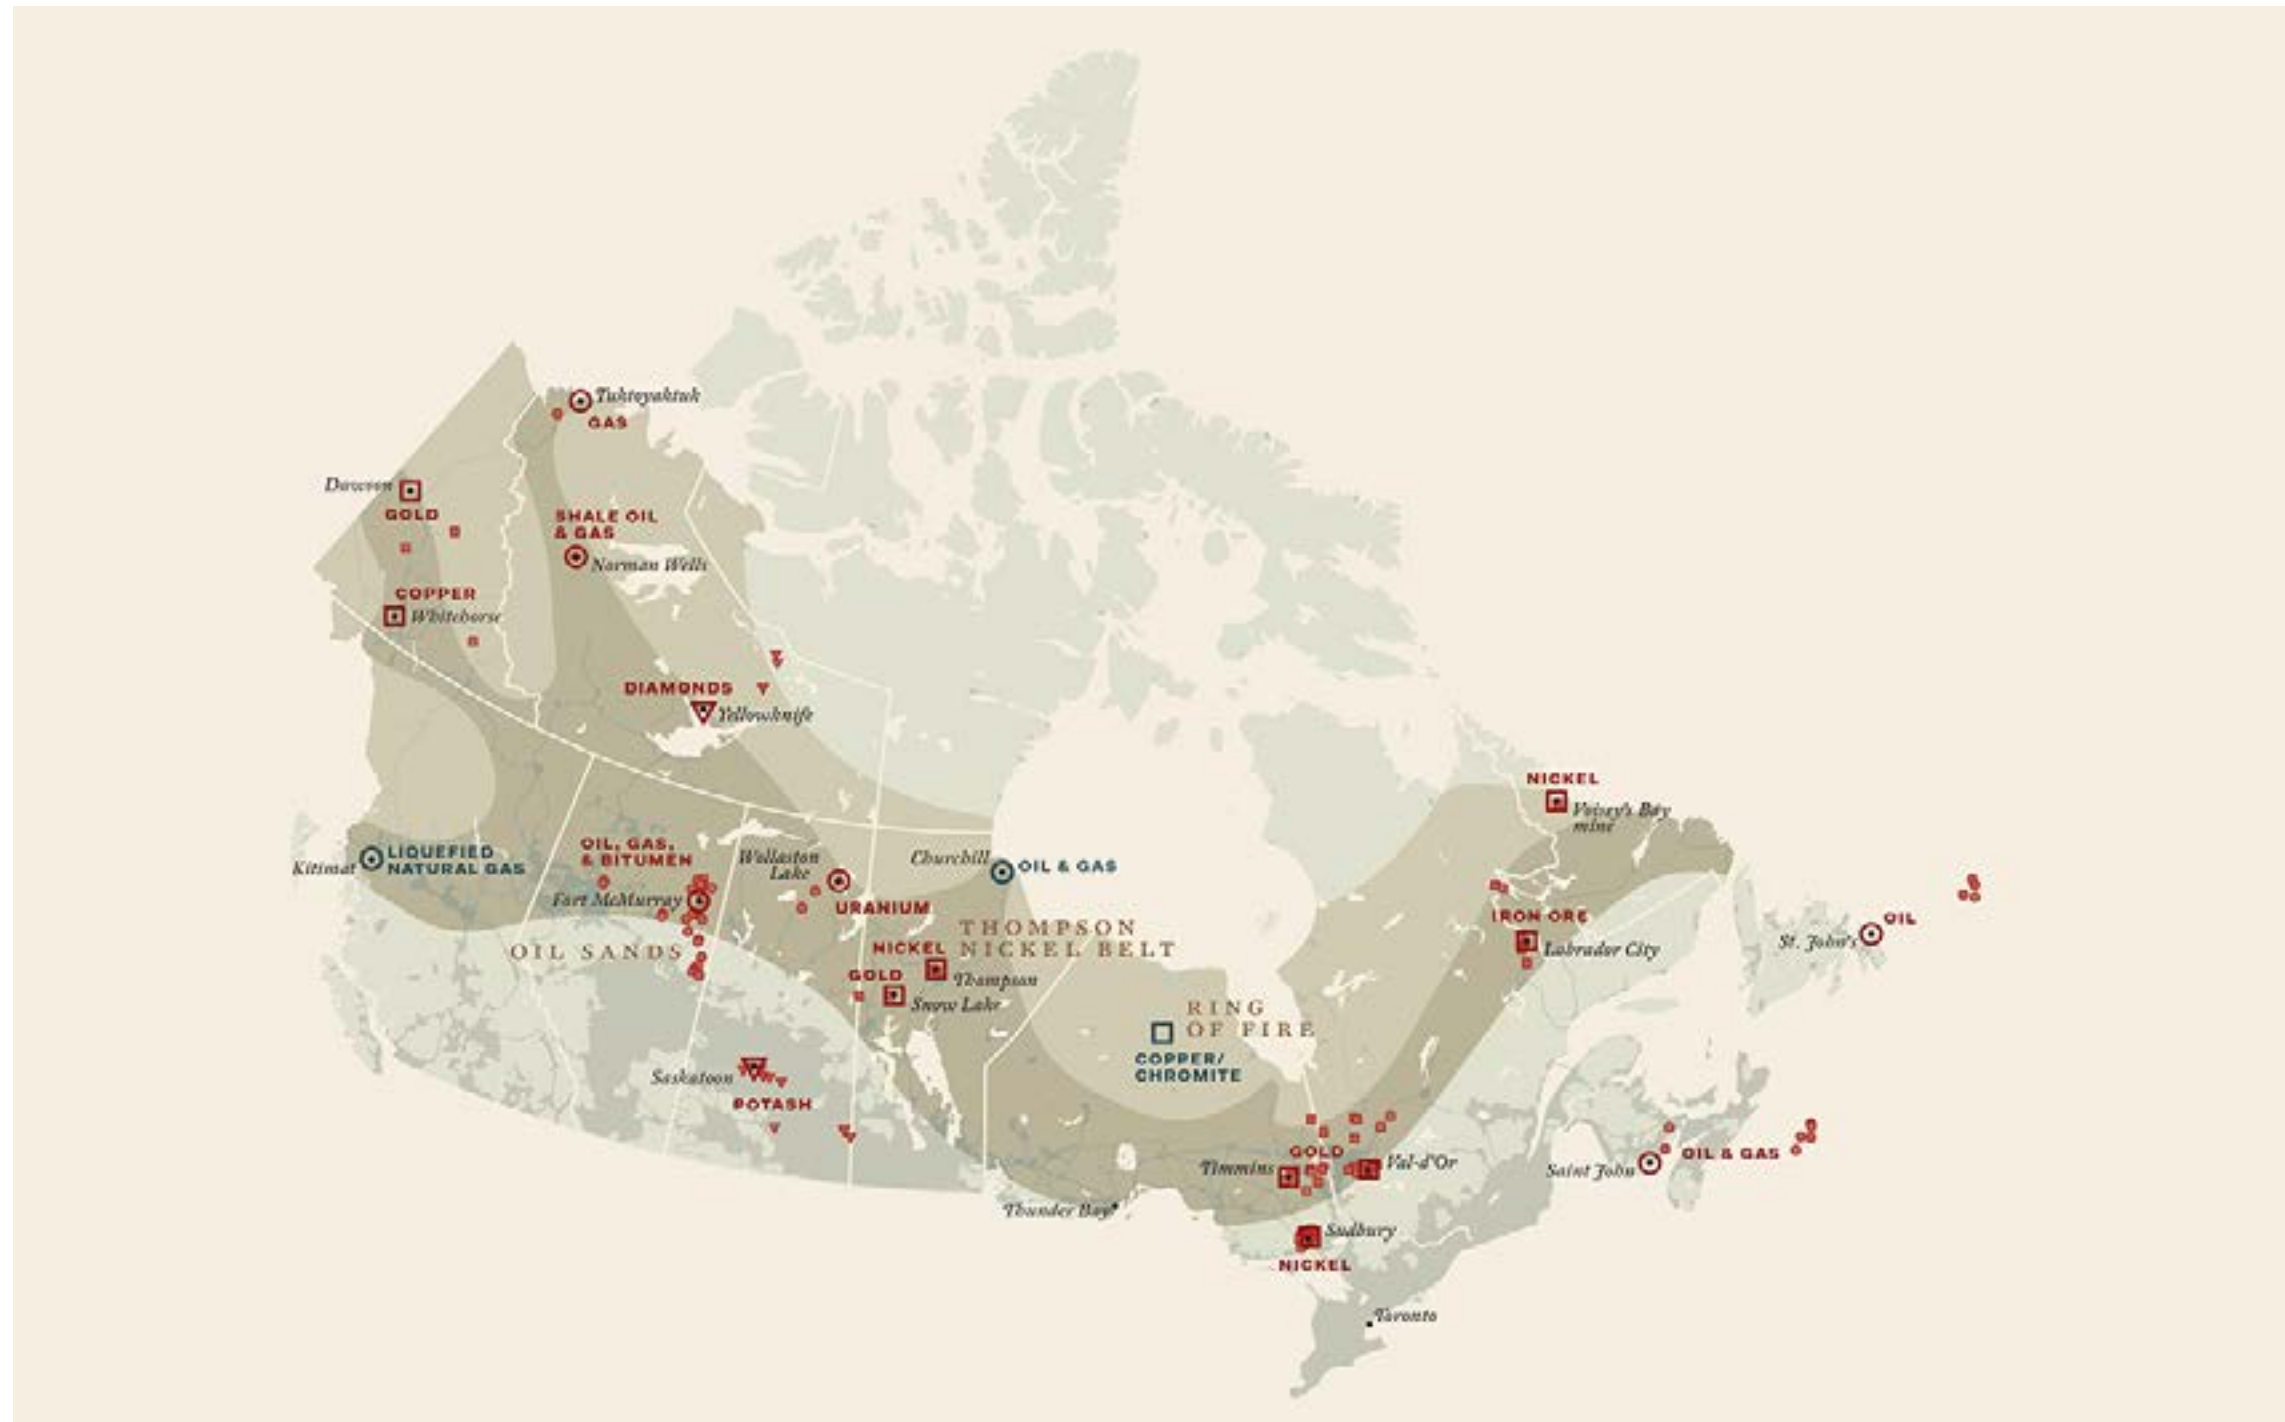 Tuktoyaktuk
GAS
Dawson
GOLD
SHALE OIL
& GAS
Norman Wells
COPPER
Whitehorse
DIAMONDS
Yellowknife
NICKEL
Voisey's Bay
mine
Kitimat
LIQUEFIED
NATURAL GAS
OIL, GAS,
& BITUMEN
Fort McMurray
OIL SANDS
Wollaston
Lake
URANIUM
Churchill
OIL & GAS
THOMPSON
NICKEL BELT
NICKEL
Thompson
GOLD
Snow Lake
IRON ORE
Labrador City
OIL
St. John's
RING
OF FIRE
COPPER/
CHROMITE
Saskatoon
POTASH
GOLD
Timmins
Val-d'Or
Saint John
OIL & GAS
Thunder Bay
Sudbury
NICKEL
Toronto